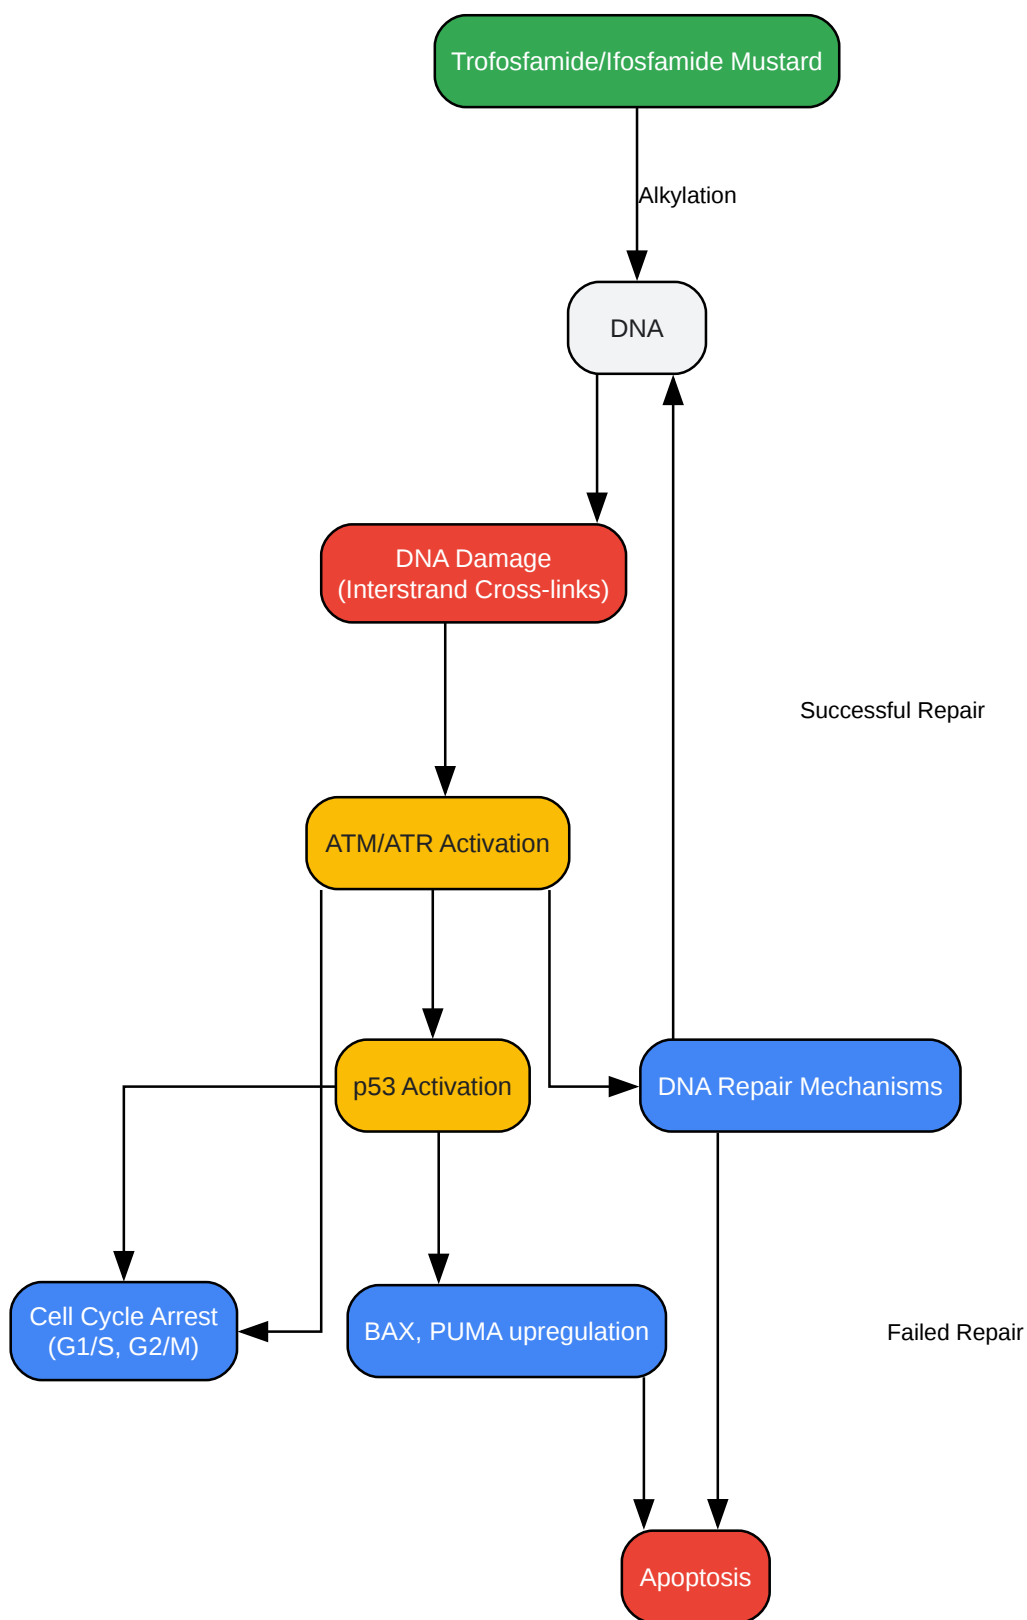 Trofosfamide/Ifosfamide Mustard
Alkylation
DNA
DNA Damage
(Interstrand Cross-links)
Successful Repair
ATM/ATR Activation
p53 Activation
DNA Repair Mechanisms
Cell Cycle Arrest
(G1/S, G2/M)
BAX, PUMA upregulation
Failed Repair
Apoptosis